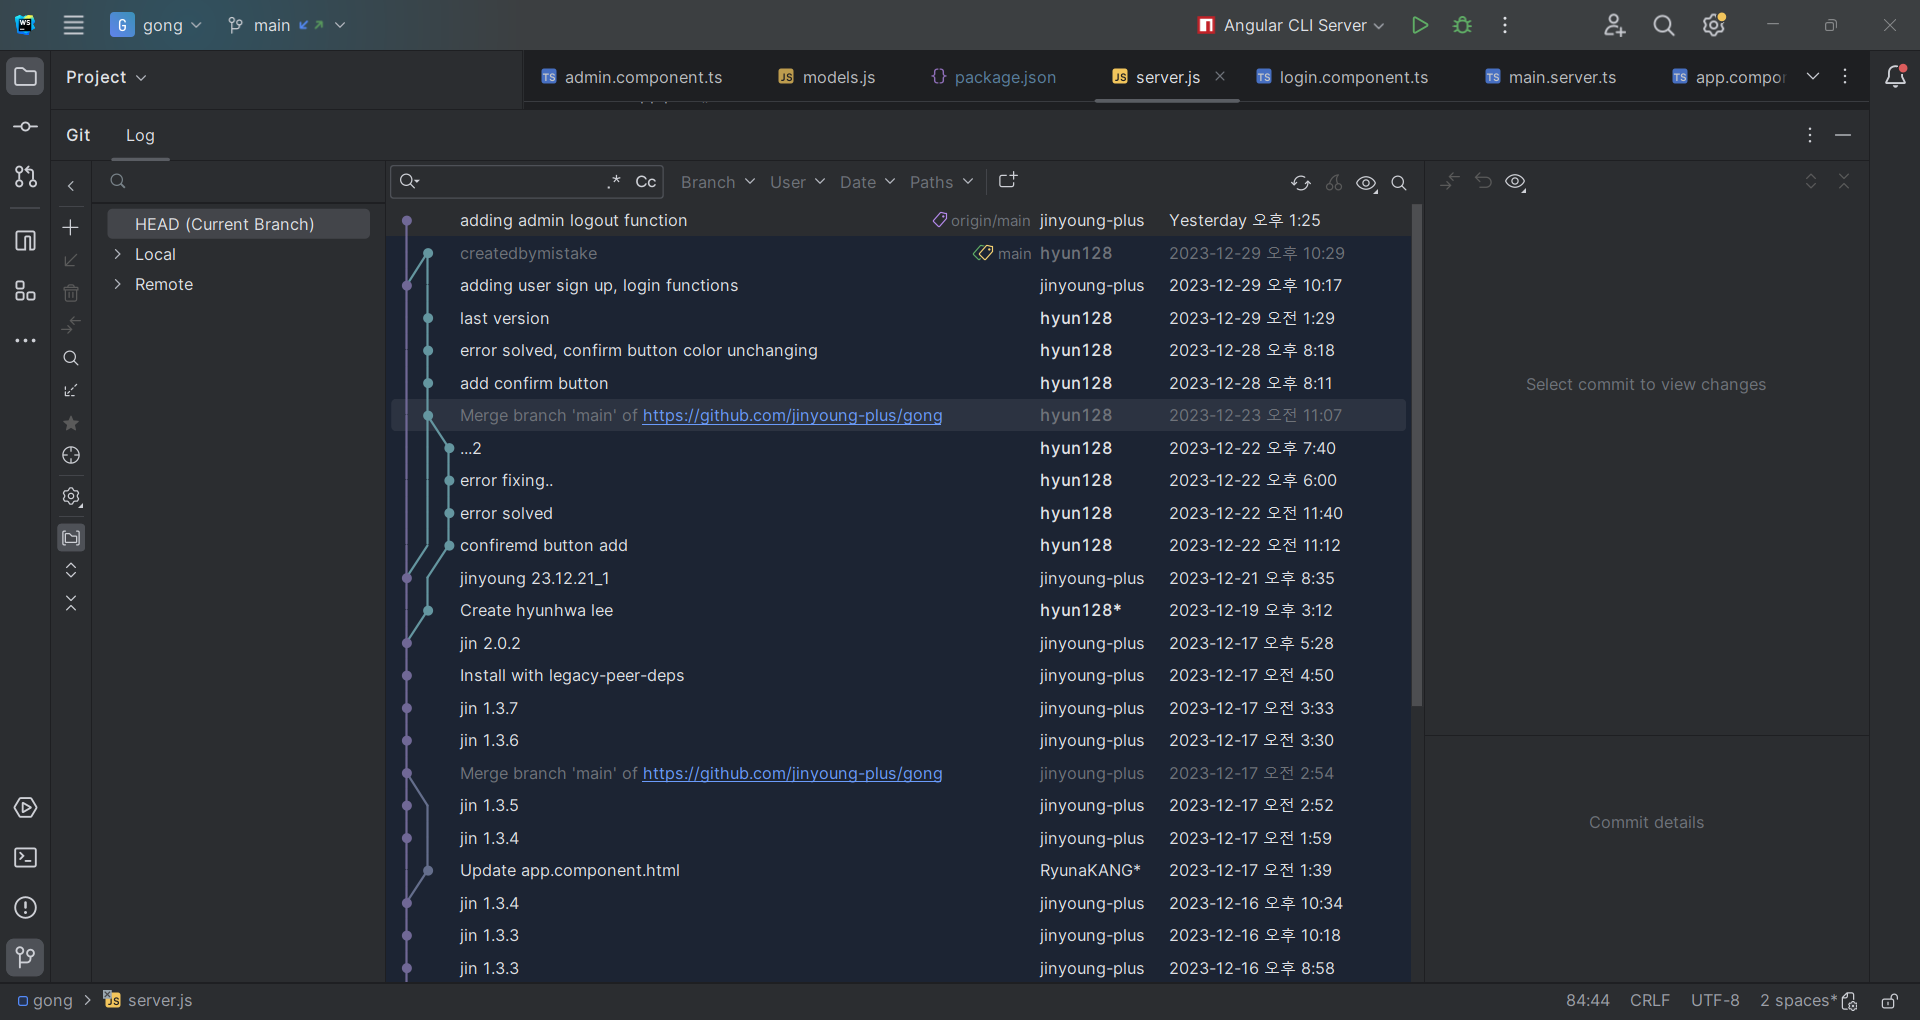 WS G gong main Angular CLI Server
Project
TS admin.component.ts JS models.js {} package.json JS server.js TS login.component.ts TS main.server.ts TS app.compor
Git Log
.* Cc Branch User Date Paths
HEAD (Current Branch)
Local
Remote
adding admin logout function origin/main jinyoung-plus Yesterday 오후 1:25
createdbymistake main hyun128 2023-12-29 오후 10:29
adding user sign up, login functions jinyoung-plus 2023-12-29 오후 10:17
last version hyun128 2023-12-29 오전 1:29
error solved, confirm button color unchanging hyun128 2023-12-28 오후 8:18
add confirm button hyun128 2023-12-28 오후 8:11
Merge branch 'main' of https://github.com/jinyoung-plus/gong hyun128 2023-12-23 오전 11:07
...2 hyun128 2023-12-22 오후 7:40
error fixing.. hyun128 2023-12-22 오후 6:00
error solved hyun128 2023-12-22 오전 11:40
confiremd button add hyun128 2023-12-22 오전 11:12
jinyoung 23.12.21_1 jinyoung-plus 2023-12-21 오후 8:35
Create hyunhwa lee hyun128* 2023-12-19 오후 3:12
jin 2.0.2 jinyoung-plus 2023-12-17 오후 5:28
Install with legacy-peer-deps jinyoung-plus 2023-12-17 오전 4:50
jin 1.3.7 jinyoung-plus 2023-12-17 오전 3:33
jin 1.3.6 jinyoung-plus 2023-12-17 오전 3:30
Merge branch 'main' of https://github.com/jinyoung-plus/gong jinyoung-plus 2023-12-17 오전 2:54
jin 1.3.5 jinyoung-plus 2023-12-17 오전 2:52
jin 1.3.4 jinyoung-plus 2023-12-17 오전 1:59
Update app.component.html RyunaKANG* 2023-12-17 오전 1:39
jin 1.3.4 jinyoung-plus 2023-12-16 오후 10:34
jin 1.3.3 jinyoung-plus 2023-12-16 오후 10:18
jin 1.3.3 jinyoung-plus 2023-12-16 오후 8:58
Select commit to view changes
Commit details
gong JS server.js 84:44 CRLF UTF-8 2 spaces*